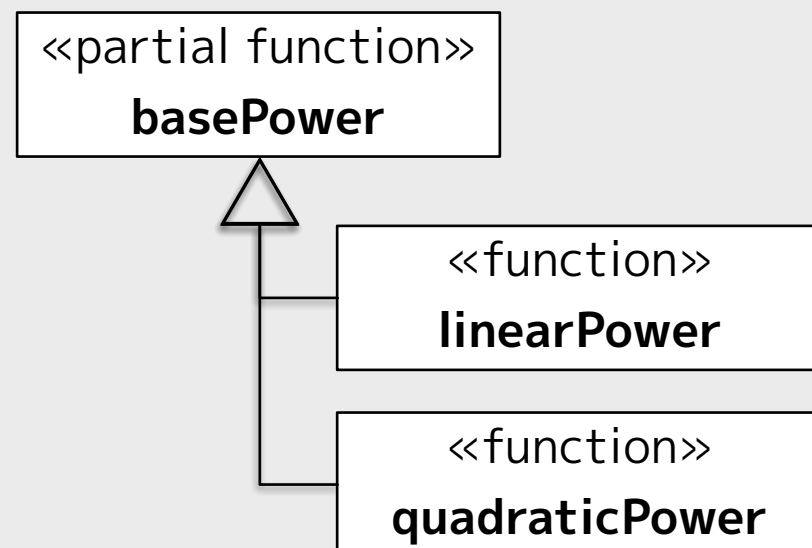 «partial function»
basePower
«function»
linearPower
«function»
quadraticPower